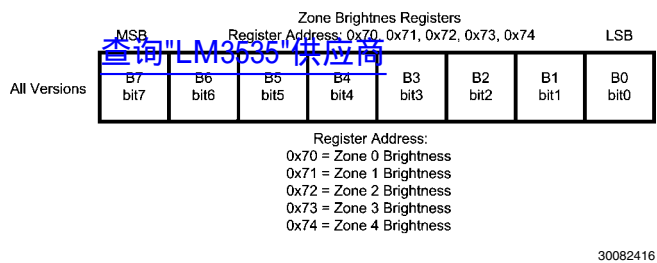 Zone Brightnes Registers
MSB Register Address: 0x70, 0x71, 0x72, 0x73, 0x74 LSB
查询"LM3535"供应商
All Versions B7 B6 B5 B4 B3 B2 B1 B0
bit7 bit6 bit5 bit4 bit3 bit2 bit1 bit0
Register Address:
0x70 = Zone 0 Brightness
0x71 = Zone 1 Brightness
0x72 = Zone 2 Brightness
0x73 = Zone 3 Brightness
0x74 = Zone 4 Brightness
30082416